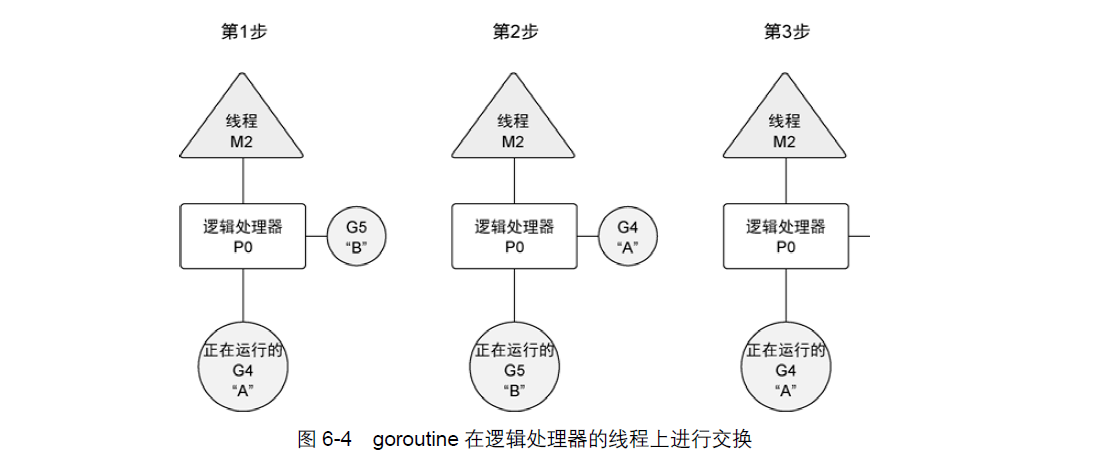 第1步
第2步
第3步
线程
M2
线程
M2
线程
M2
逻辑处理器
P0
G5
“B”
逻辑处理器
P0
G4
“A”
逻辑处理器
P0
正在运行的
G4
“A”
正在运行的
G5
“B”
正在运行的
G4
“A”
图 6-4 goroutine 在逻辑处理器的线程上进行交换